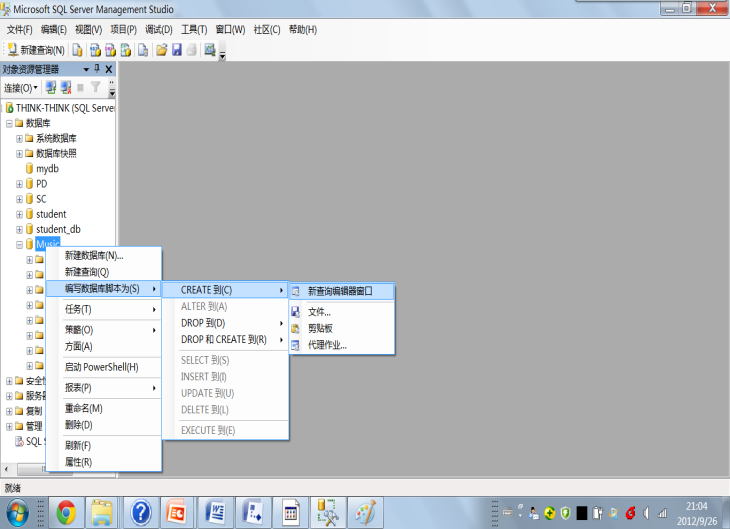 Microsoft SQL Server Management Studio
文件(F) 编辑(E) 视图(V) 项目(P) 调试(D) 工具(T) 窗口(W) 社区(C) 帮助(H)
新建查询(N)
对象资源管理器
连接(O)
THINK-THINK (SQL Server
数据库
系统数据库
数据库快照
mydb
PD
SC
student
student_db
Music
新建数据库(N)...
新建查询(Q)
编写数据库脚本为(S)
任务(T)
策略(O)
方面(A)
启动 PowerShell(H)
报表(P)
重命名(M)
删除(D)
刷新(F)
属性(R)
CREATE 到(C)
ALTER 到(A)
DROP 到(D)
DROP 和 CREATE 到(R)
SELECT 到(S)
INSERT 到(I)
UPDATE 到(U)
DELETE 到(L)
EXECUTE 到(E)
新查询编辑器窗口
文件...
剪贴板
代理作业...
安全
服务
复制
管理
SQL
就绪
21:04
2012/9/26